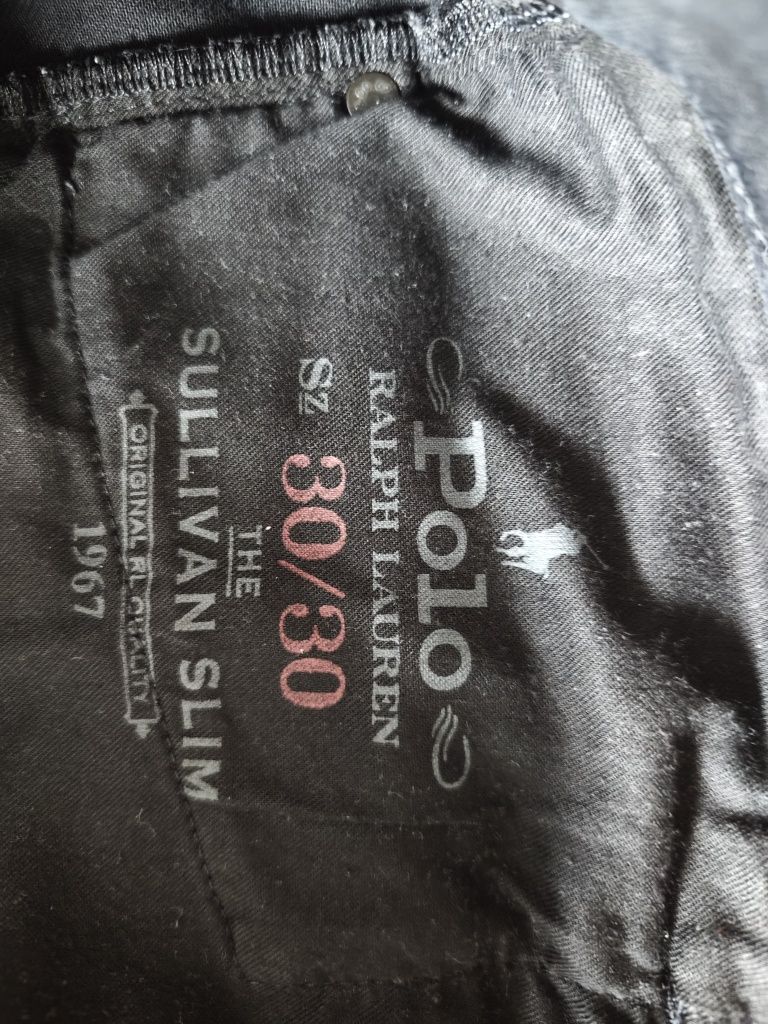 Polo
RALPH LAUREN
Sz 30/30
THE
SULLIVAN SLIM
ORIGINAL RL QUALITY
1967